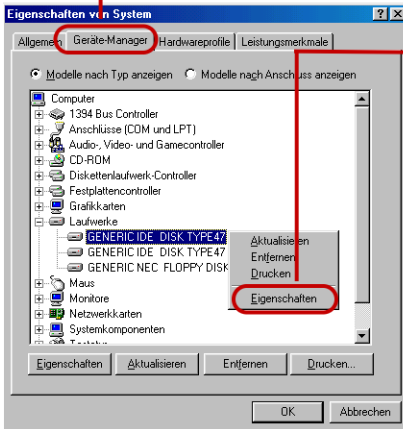 Eigenschaften von System
Allgemein Geräte-Manager Hardwareprofile Leistungsmerkmale
Modelle nach Typ anzeigen Modelle nach Anschluss anzeigen
Computer
1394 Bus Controller
Anschlüsse (COM und LPT)
Audio-, Video- und Gamecontroller
CD-ROM
Diskettenlaufwerk-Controller
Festplattencontroller
Grafikkarten
Laufwerke
GENERIC IDE DISK TYPE47
GENERIC IDE DISK TYPE47
GENERIC NEC FLOPPY DISK
Maus
Monitore
Netzwerkkarten
Systemkomponenten
Aktualisieren
Entfernen
Drucken
Eigenschaften
Eigenschaften Aktualisieren Entfernen Drucken...
OK Abbrechen